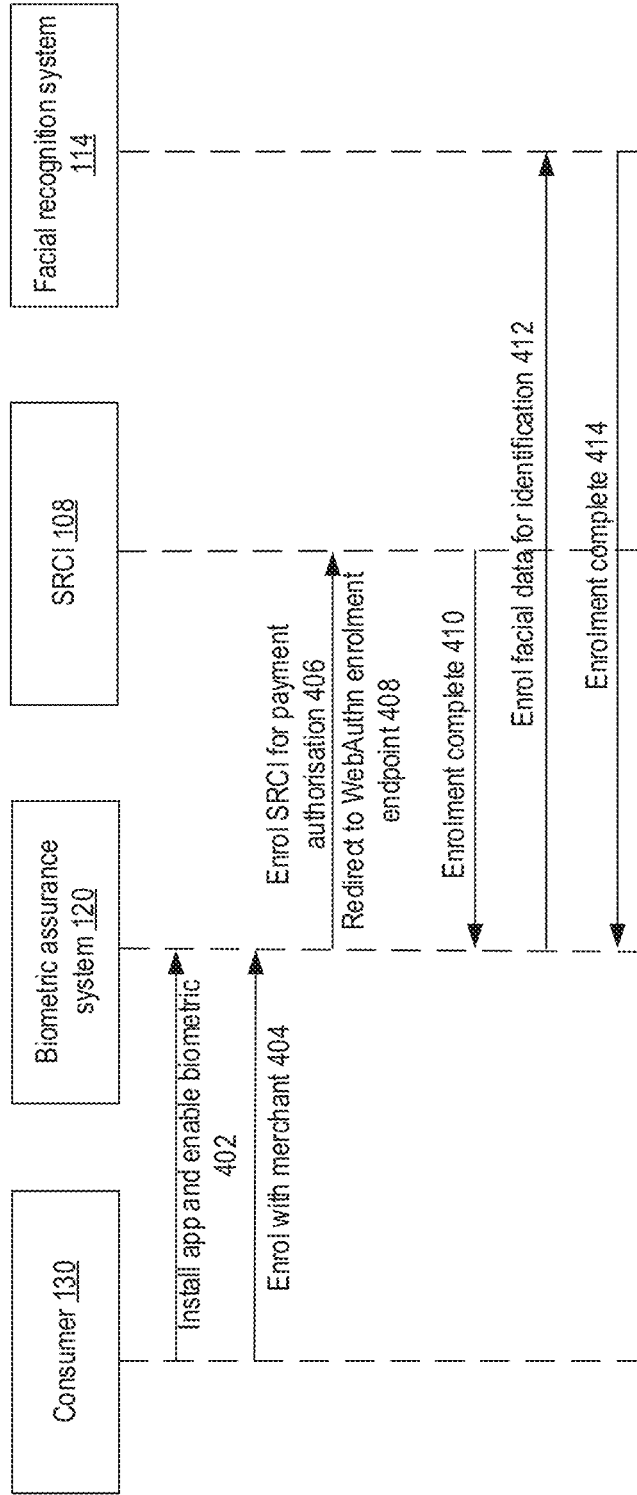 Consumer 130
Biometric assurance
system 120
SRCI 108
Facial recognition system
114
Install app and enable biometric
402
Enrol with merchant 404
Enrol SRCI for payment
authorisation 406
Redirect to WebAuthn enrolment
endpoint 408
Enrolment complete 410
Enrol facial data for identification 412
Enrolment complete 414